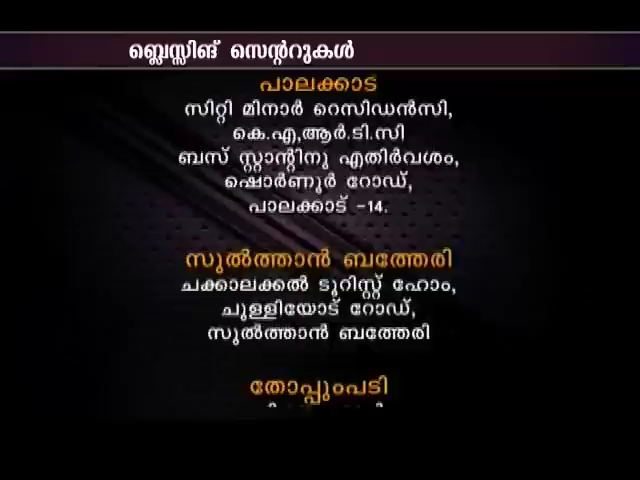 ബ്ലെസ്സിങ് സെന്ററുകൾ
പാലക്കാട്
സിറ്റി മിനാർ റെസിഡൻസി,
കെ.എ,ആർ.ടി.സി
ബസ് സ്റ്റാന്റിനു എതിർവശം,
ഷൊർണൂർ റോഡ്,
പാലക്കാട് -14.
സുൽത്താൻ ബത്തേരി
ചക്കാലക്കൽ ടൂറിസ്റ്റ് ഹോം,
ചുള്ളിയോട് റോഡ്,
സുൽത്താൻ ബത്തേരി
തോപ്പുംപടി